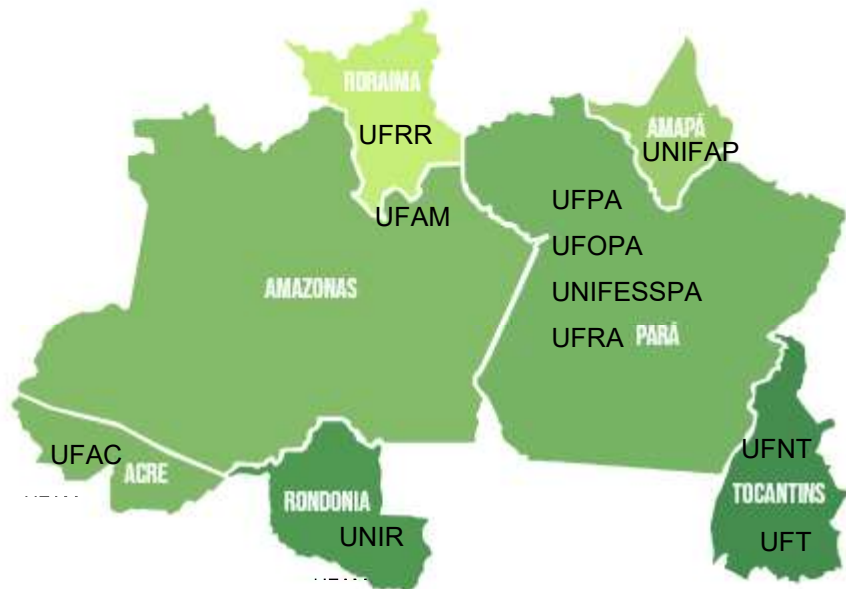 RORAIMA
UFRR
AMAPÁ
UNIFAP
UFAM
UFPA
UFOPA
AMAZONAS
UNIFESSPA
UFRA PARÁ
UFAC
ACRE
UFNT
RONDONIA
TOCANTINS
UNIR
UFT